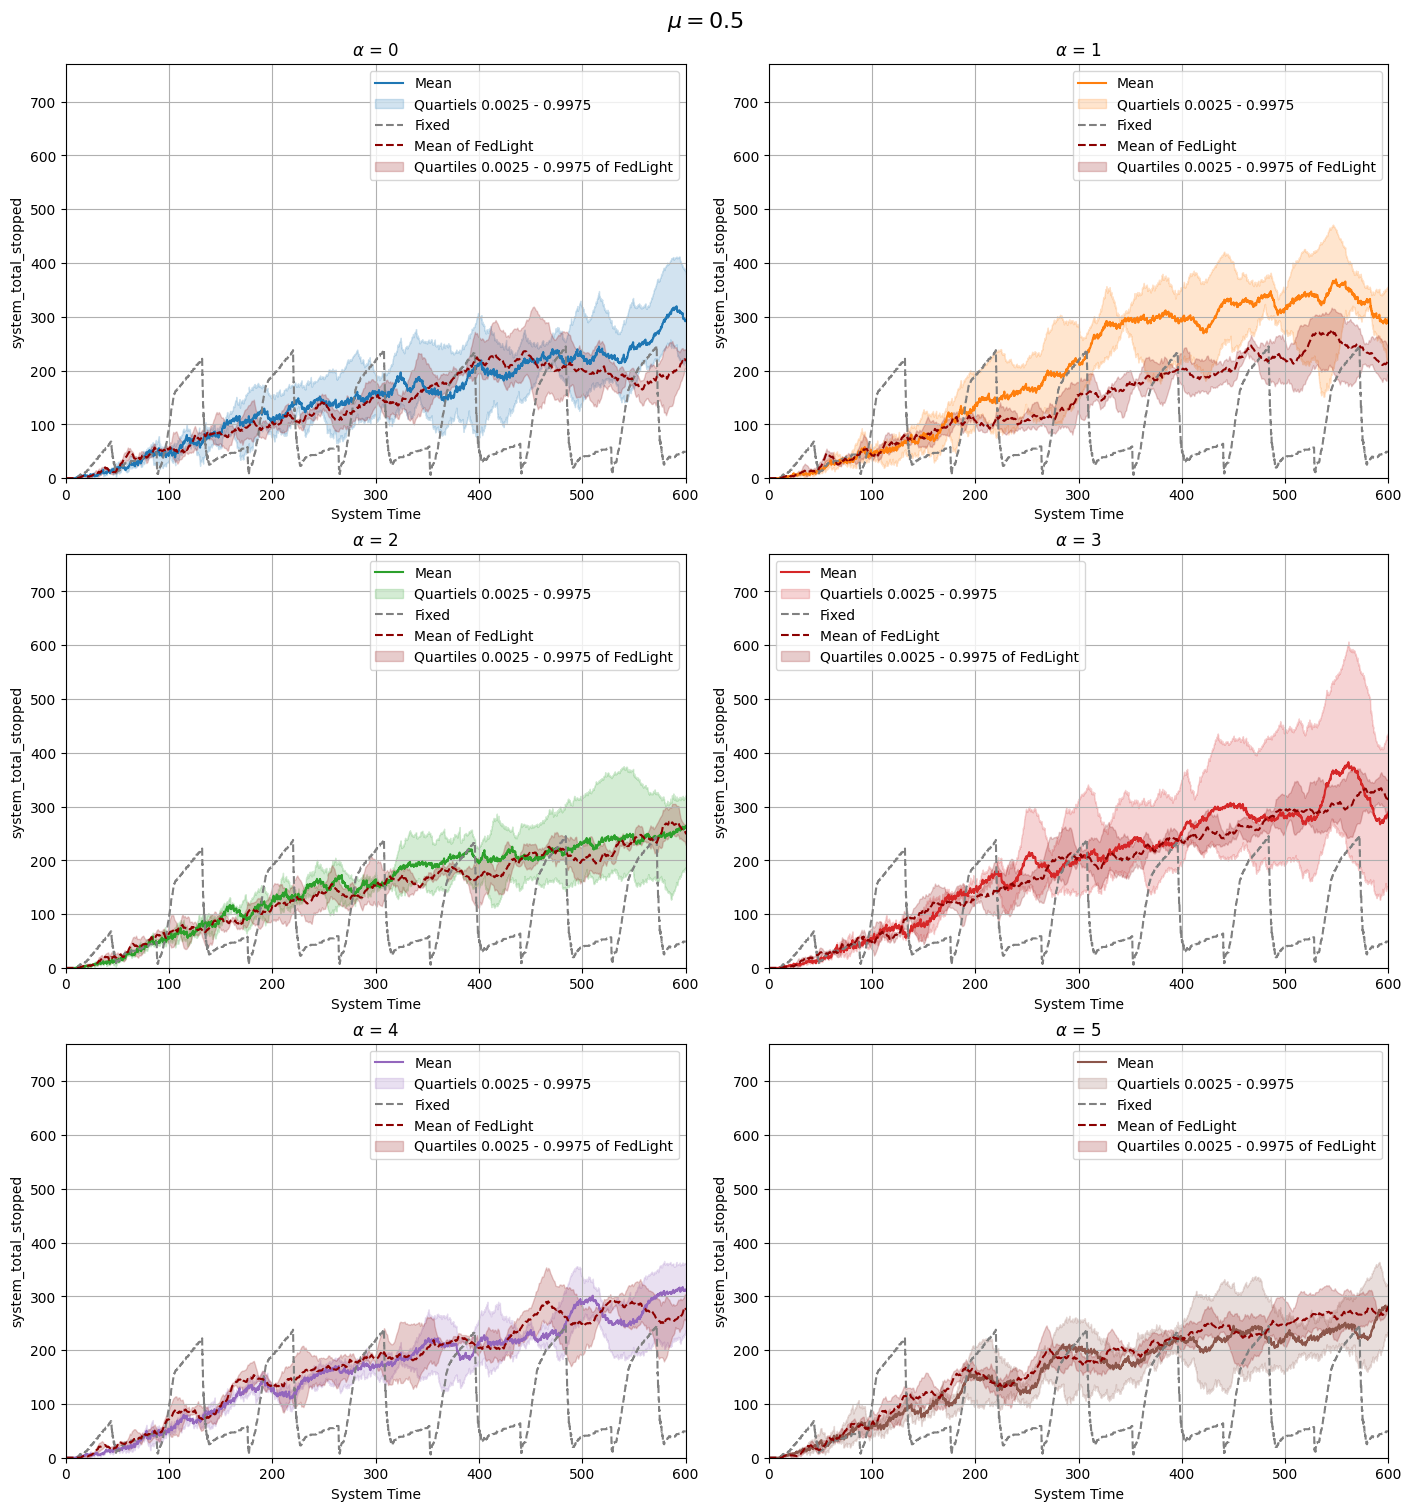 μ = 0.5
α = 0
700
600
500
400
300
200
100
0
system_total_stopped
Mean
Quartiels 0.0025 - 0.9975
Fixed
Mean of FedLight
Quartiles 0.0025 - 0.9975 of FedLight
0 100 200 300 400 500 600
System Time
α = 1
700
600
500
400
300
200
100
0
system_total_stopped
Mean
Quartiels 0.0025 - 0.9975
Fixed
Mean of FedLight
Quartiles 0.0025 - 0.9975 of FedLight
0 100 200 300 400 500 600
System Time
α = 2
700
600
500
400
300
200
100
0
system_total_stopped
Mean
Quartiels 0.0025 - 0.9975
Fixed
Mean of FedLight
Quartiles 0.0025 - 0.9975 of FedLight
0 100 200 300 400 500 600
System Time
α = 3
700
600
500
400
300
200
100
0
system_total_stopped
Mean
Quartiels 0.0025 - 0.9975
Fixed
Mean of FedLight
Quartiles 0.0025 - 0.9975 of FedLight
0 100 200 300 400 500 600
System Time
α = 4
700
600
500
400
300
200
100
0
system_total_stopped
Mean
Quartiels 0.0025 - 0.9975
Fixed
Mean of FedLight
Quartiles 0.0025 - 0.9975 of FedLight
0 100 200 300 400 500 600
System Time
α = 5
700
600
500
400
300
200
100
0
system_total_stopped
Mean
Quartiels 0.0025 - 0.9975
Fixed
Mean of FedLight
Quartiles 0.0025 - 0.9975 of FedLight
0 100 200 300 400 500 600
System Time